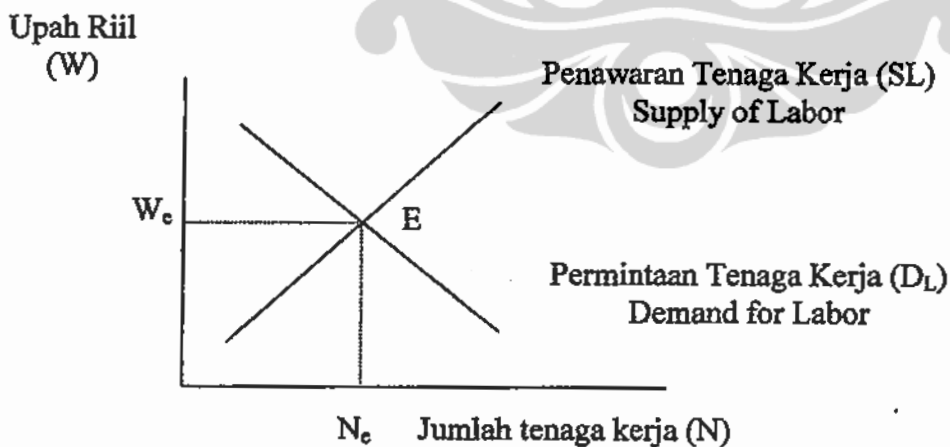 Upah Riil
(W)
Penawaran Tenaga Kerja (SL)
Supply of Labor
We
E
Permintaan Tenaga Kerja (DL)
Demand for Labor
Ne
Jumlah tenaga kerja (N)